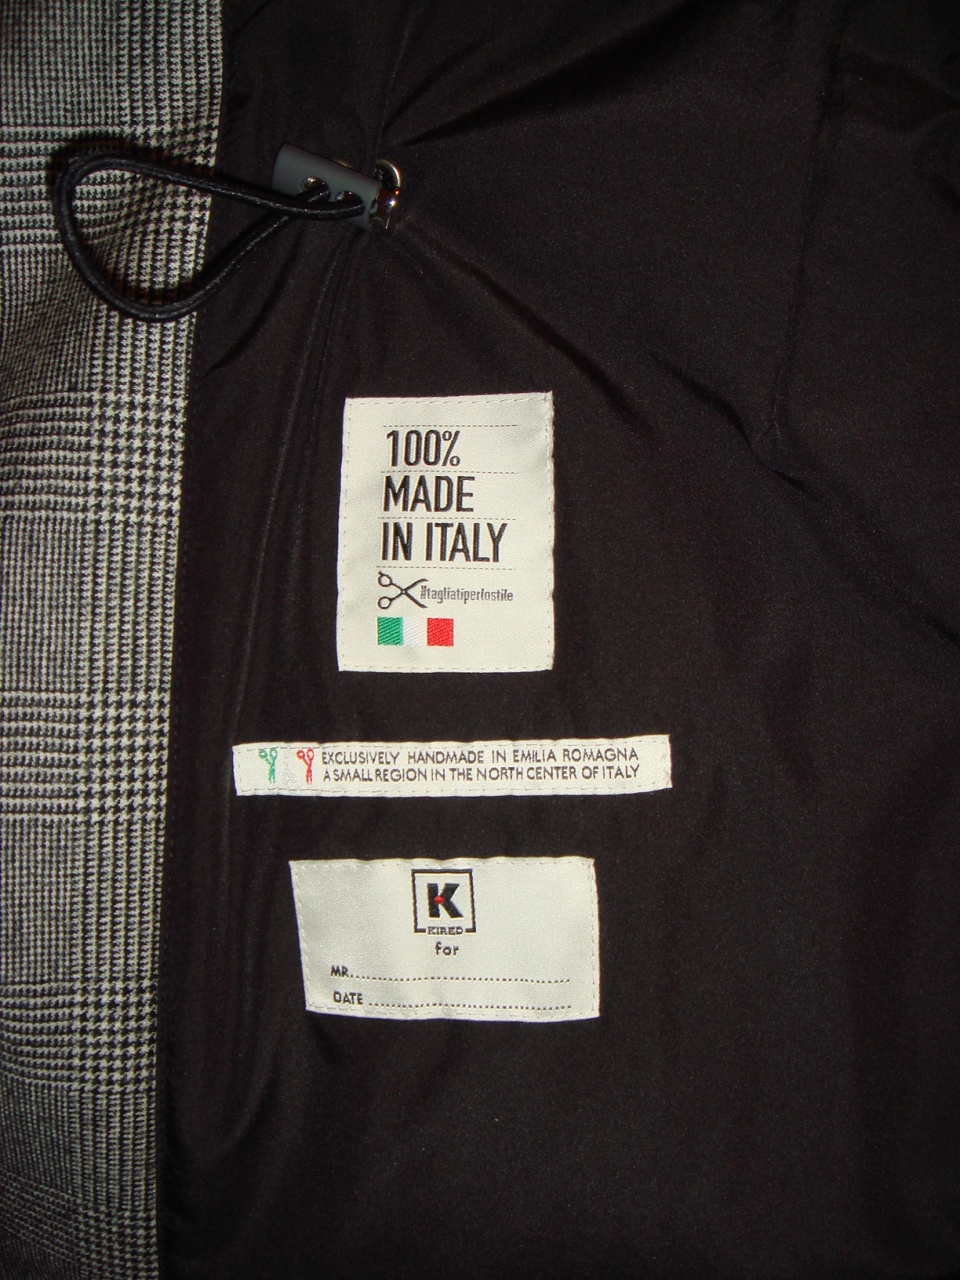 100%
MADE
IN ITALY
#tagliatiperlostile
EXCLUSIVELY HANDMADE IN EMILIA ROMAGNA
A SMALL REGION IN THE NORTH CENTER OF ITALY
K
KIRED
for
MR.
DATE